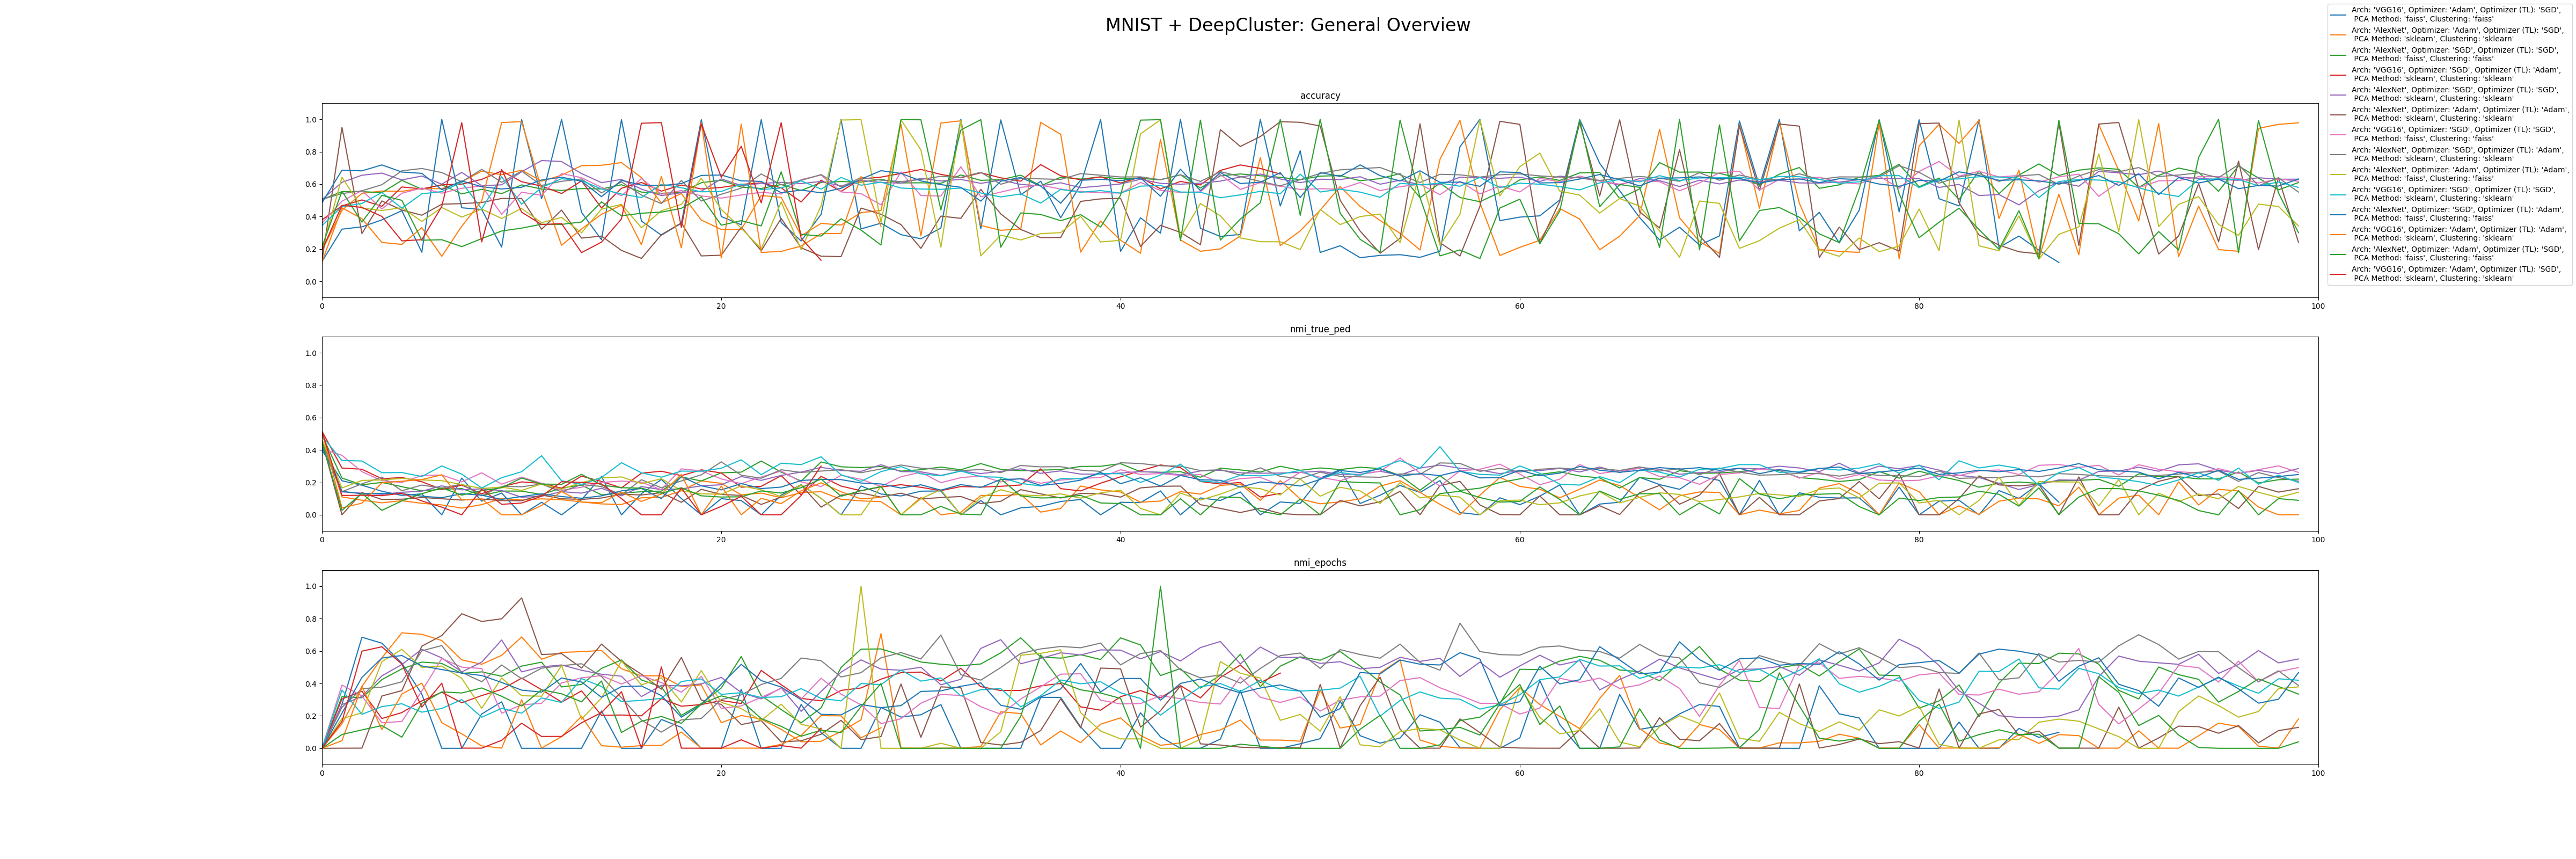 MNIST + DeepCluster: General Overview
Arch: 'VGG16', Optimizer: 'Adam', Optimizer (TL): 'SGD',
PCA Method: 'faiss', Clustering: 'faiss'
Arch: 'AlexNet', Optimizer: 'Adam', Optimizer (TL): 'SGD',
PCA Method: 'sklearn', Clustering: 'sklearn'
Arch: 'AlexNet', Optimizer: 'SGD', Optimizer (TL): 'SGD',
PCA Method: 'faiss', Clustering: 'faiss'
Arch: 'VGG16', Optimizer: 'SGD', Optimizer (TL): 'Adam',
PCA Method: 'sklearn', Clustering: 'sklearn'
Arch: 'AlexNet', Optimizer: 'SGD', Optimizer (TL): 'SGD',
PCA Method: 'sklearn', Clustering: 'sklearn'
Arch: 'AlexNet', Optimizer: 'Adam', Optimizer (TL): 'Adam',
PCA Method: 'sklearn', Clustering: 'sklearn'
Arch: 'VGG16', Optimizer: 'SGD', Optimizer (TL): 'SGD',
PCA Method: 'faiss', Clustering: 'faiss'
Arch: 'AlexNet', Optimizer: 'SGD', Optimizer (TL): 'Adam',
PCA Method: 'sklearn', Clustering: 'sklearn'
Arch: 'AlexNet', Optimizer: 'Adam', Optimizer (TL): 'Adam',
PCA Method: 'faiss', Clustering: 'faiss'
Arch: 'VGG16', Optimizer: 'SGD', Optimizer (TL): 'SGD',
PCA Method: 'sklearn', Clustering: 'sklearn'
Arch: 'AlexNet', Optimizer: 'SGD', Optimizer (TL): 'Adam',
PCA Method: 'faiss', Clustering: 'faiss'
Arch: 'VGG16', Optimizer: 'Adam', Optimizer (TL): 'Adam',
PCA Method: 'sklearn', Clustering: 'sklearn'
Arch: 'AlexNet', Optimizer: 'Adam', Optimizer (TL): 'SGD',
PCA Method: 'faiss', Clustering: 'faiss'
Arch: 'VGG16', Optimizer: 'Adam', Optimizer (TL): 'SGD',
PCA Method: 'sklearn', Clustering: 'sklearn'
accuracy
1.0
0.8
0.6
0.4
0.2
0.0
0 20 40 60 80 100
nmi_true_ped
1.0
0.8
0.6
0.4
0.2
0.0
0 20 40 60 80 100
nmi_epochs
1.0
0.8
0.6
0.4
0.2
0.0
0 20 40 60 80 100